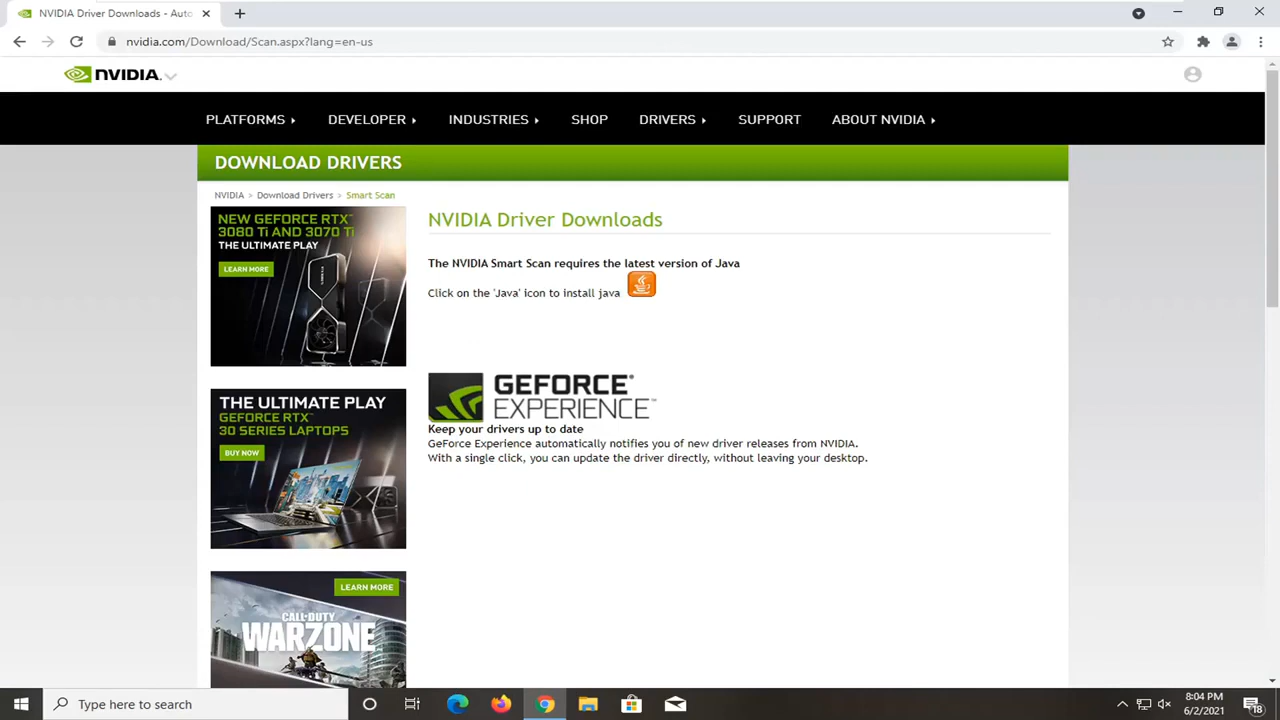 NVIDIA Driver Downloads - Auto
nvidia.com/Download/Scan.aspx?lang=en-us
NVIDIA.
PLATFORMS DEVELOPER INDUSTRIES SHOP DRIVERS SUPPORT ABOUT NVIDIA
DOWNLOAD DRIVERS
NVIDIA > Download Drivers > Smart Scan
NEW GEFORCE RTX™
3080 Ti AND 3070 Ti
THE ULTIMATE PLAY
LEARN MORE
THE ULTIMATE PLAY
GEFORCE RTX™
30 SERIES LAPTOPS
BUY NOW
LEARN MORE
CALL OF DUTY
WARZONE
NVIDIA Driver Downloads
The NVIDIA Smart Scan requires the latest version of Java
Click on the 'Java' icon to install java
GEFORCE®
EXPERIENCE™
Keep your drivers up to date
GeForce Experience automatically notifies you of new driver releases from NVIDIA.
With a single click, you can update the driver directly, without leaving your desktop.
Type here to search
8:04 PM
6/2/2021
18